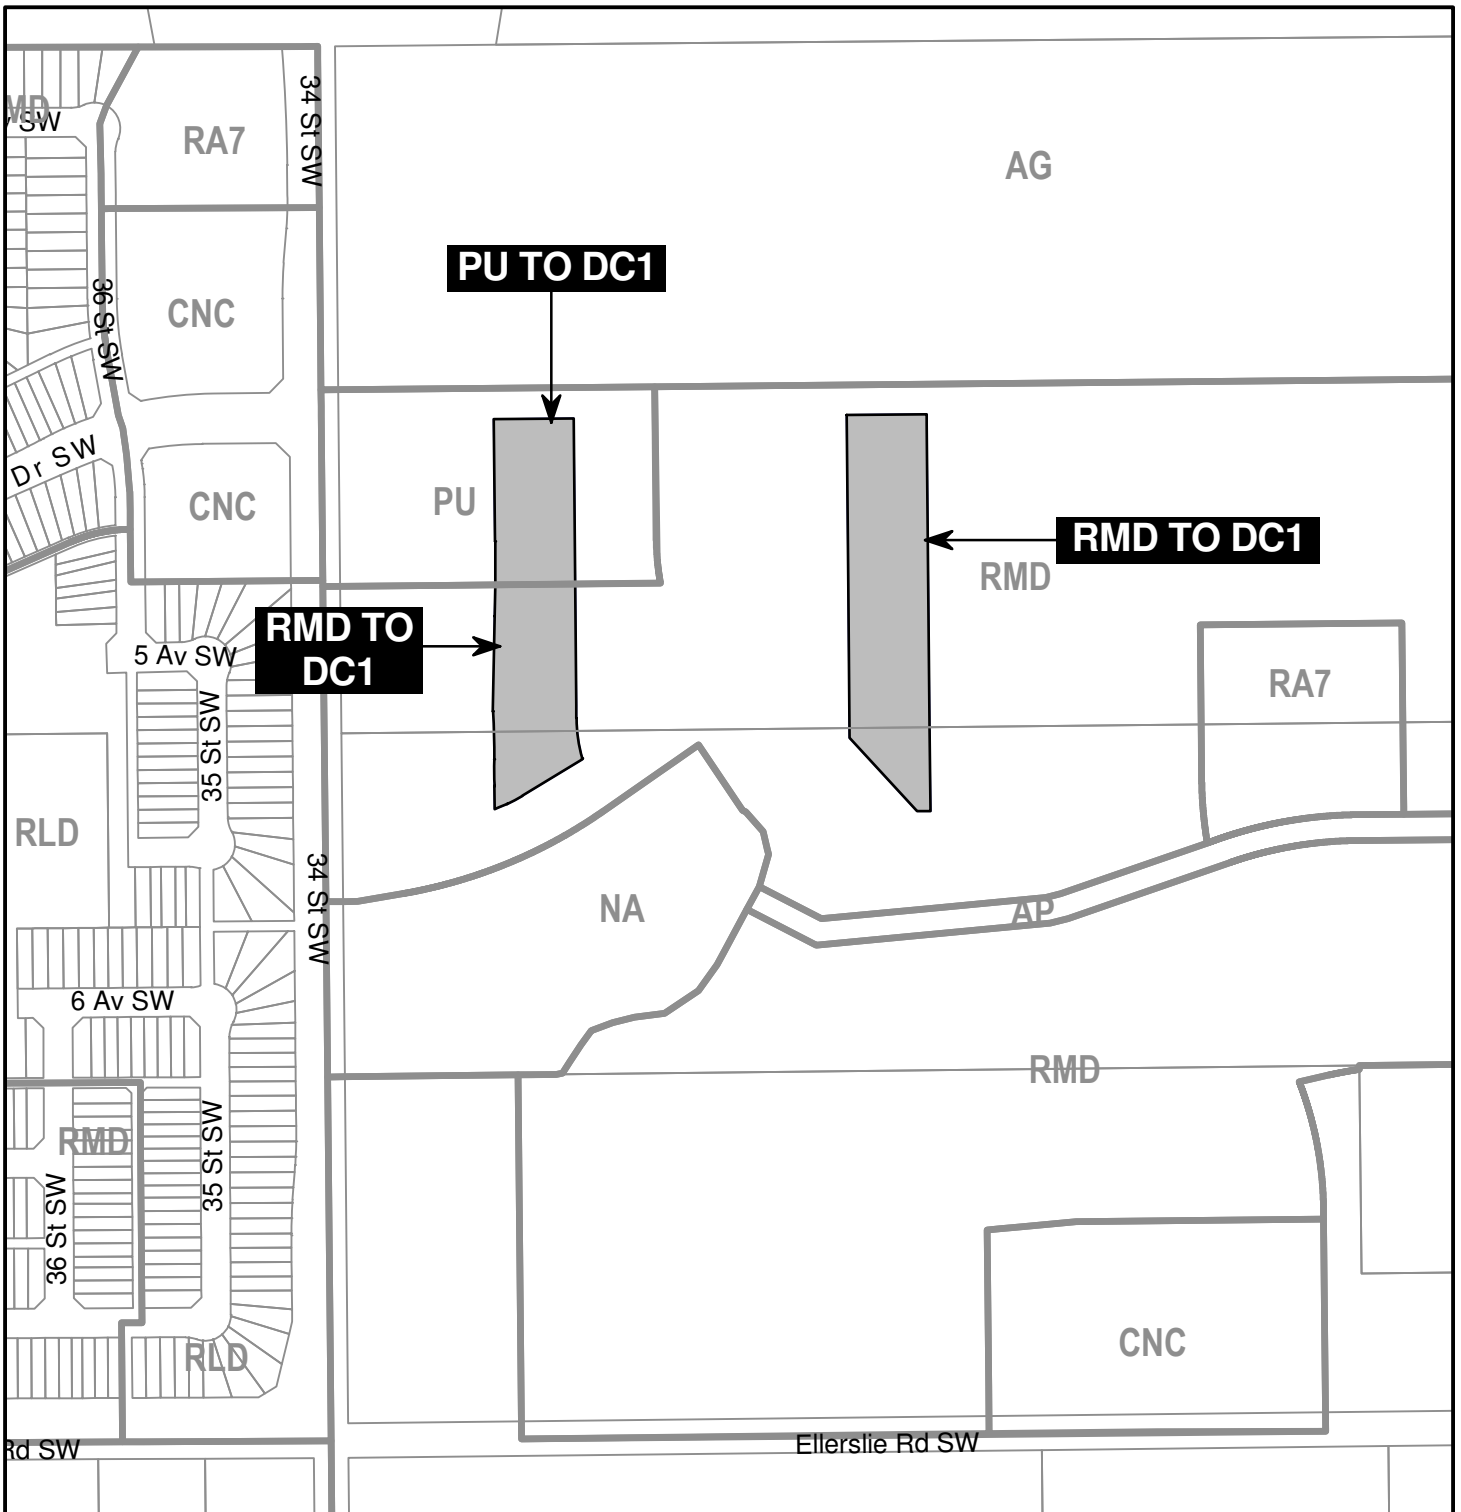 MD
SW
RA7
34 St SW
AG
PU TO DC1
CNC
36 St SW
Dr SW
CNC
PU
RMD TO DC1
RMD
RMD TO
DC1
5 Av SW
RA7
35 St SW
RLD
34 St SW
NA
AP
6 Av SW
RMD
RMD
35 St SW
36 St SW
CNC
RLD
Rd SW
Ellerslie Rd SW